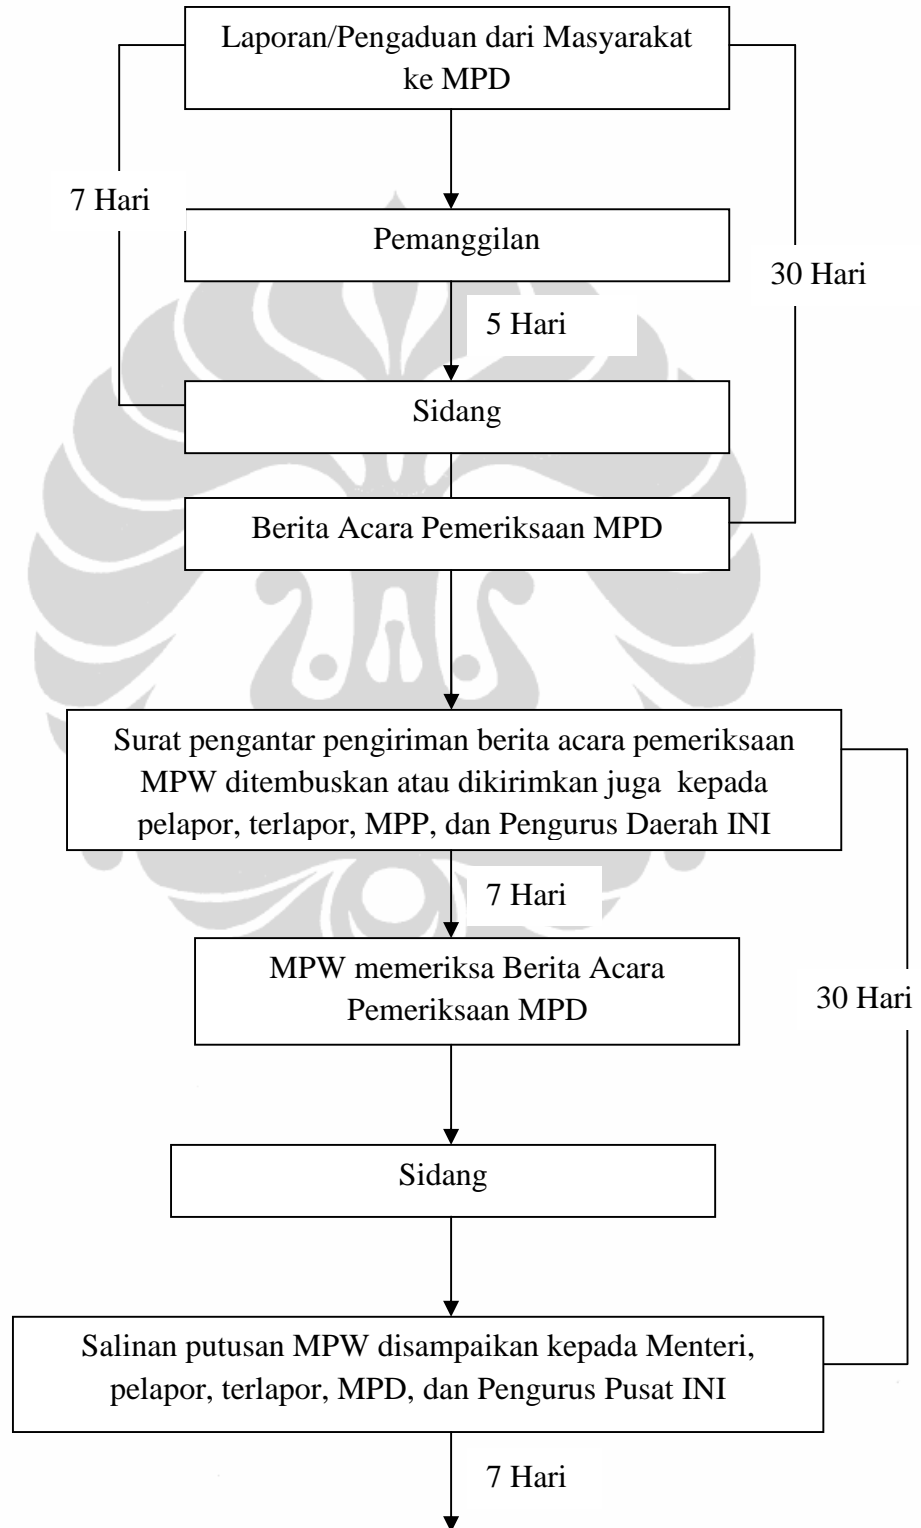 Laporan/Pengaduan dari Masyarakat
ke MPD
7 Hari
Pemanggilan
30 Hari
5 Hari
Sidang
Berita Acara Pemeriksaan MPD
Surat pengantar pengiriman berita acara pemeriksaan
MPW ditembuskan atau dikirimkan juga kepada
pelapor, terlapor, MPP, dan Pengurus Daerah INI
7 Hari
MPW memeriksa Berita Acara
Pemeriksaan MPD
30 Hari
Sidang
Salinan putusan MPW disampaikan kepada Menteri,
pelapor, terlapor, MPD, dan Pengurus Pusat INI
7 Hari